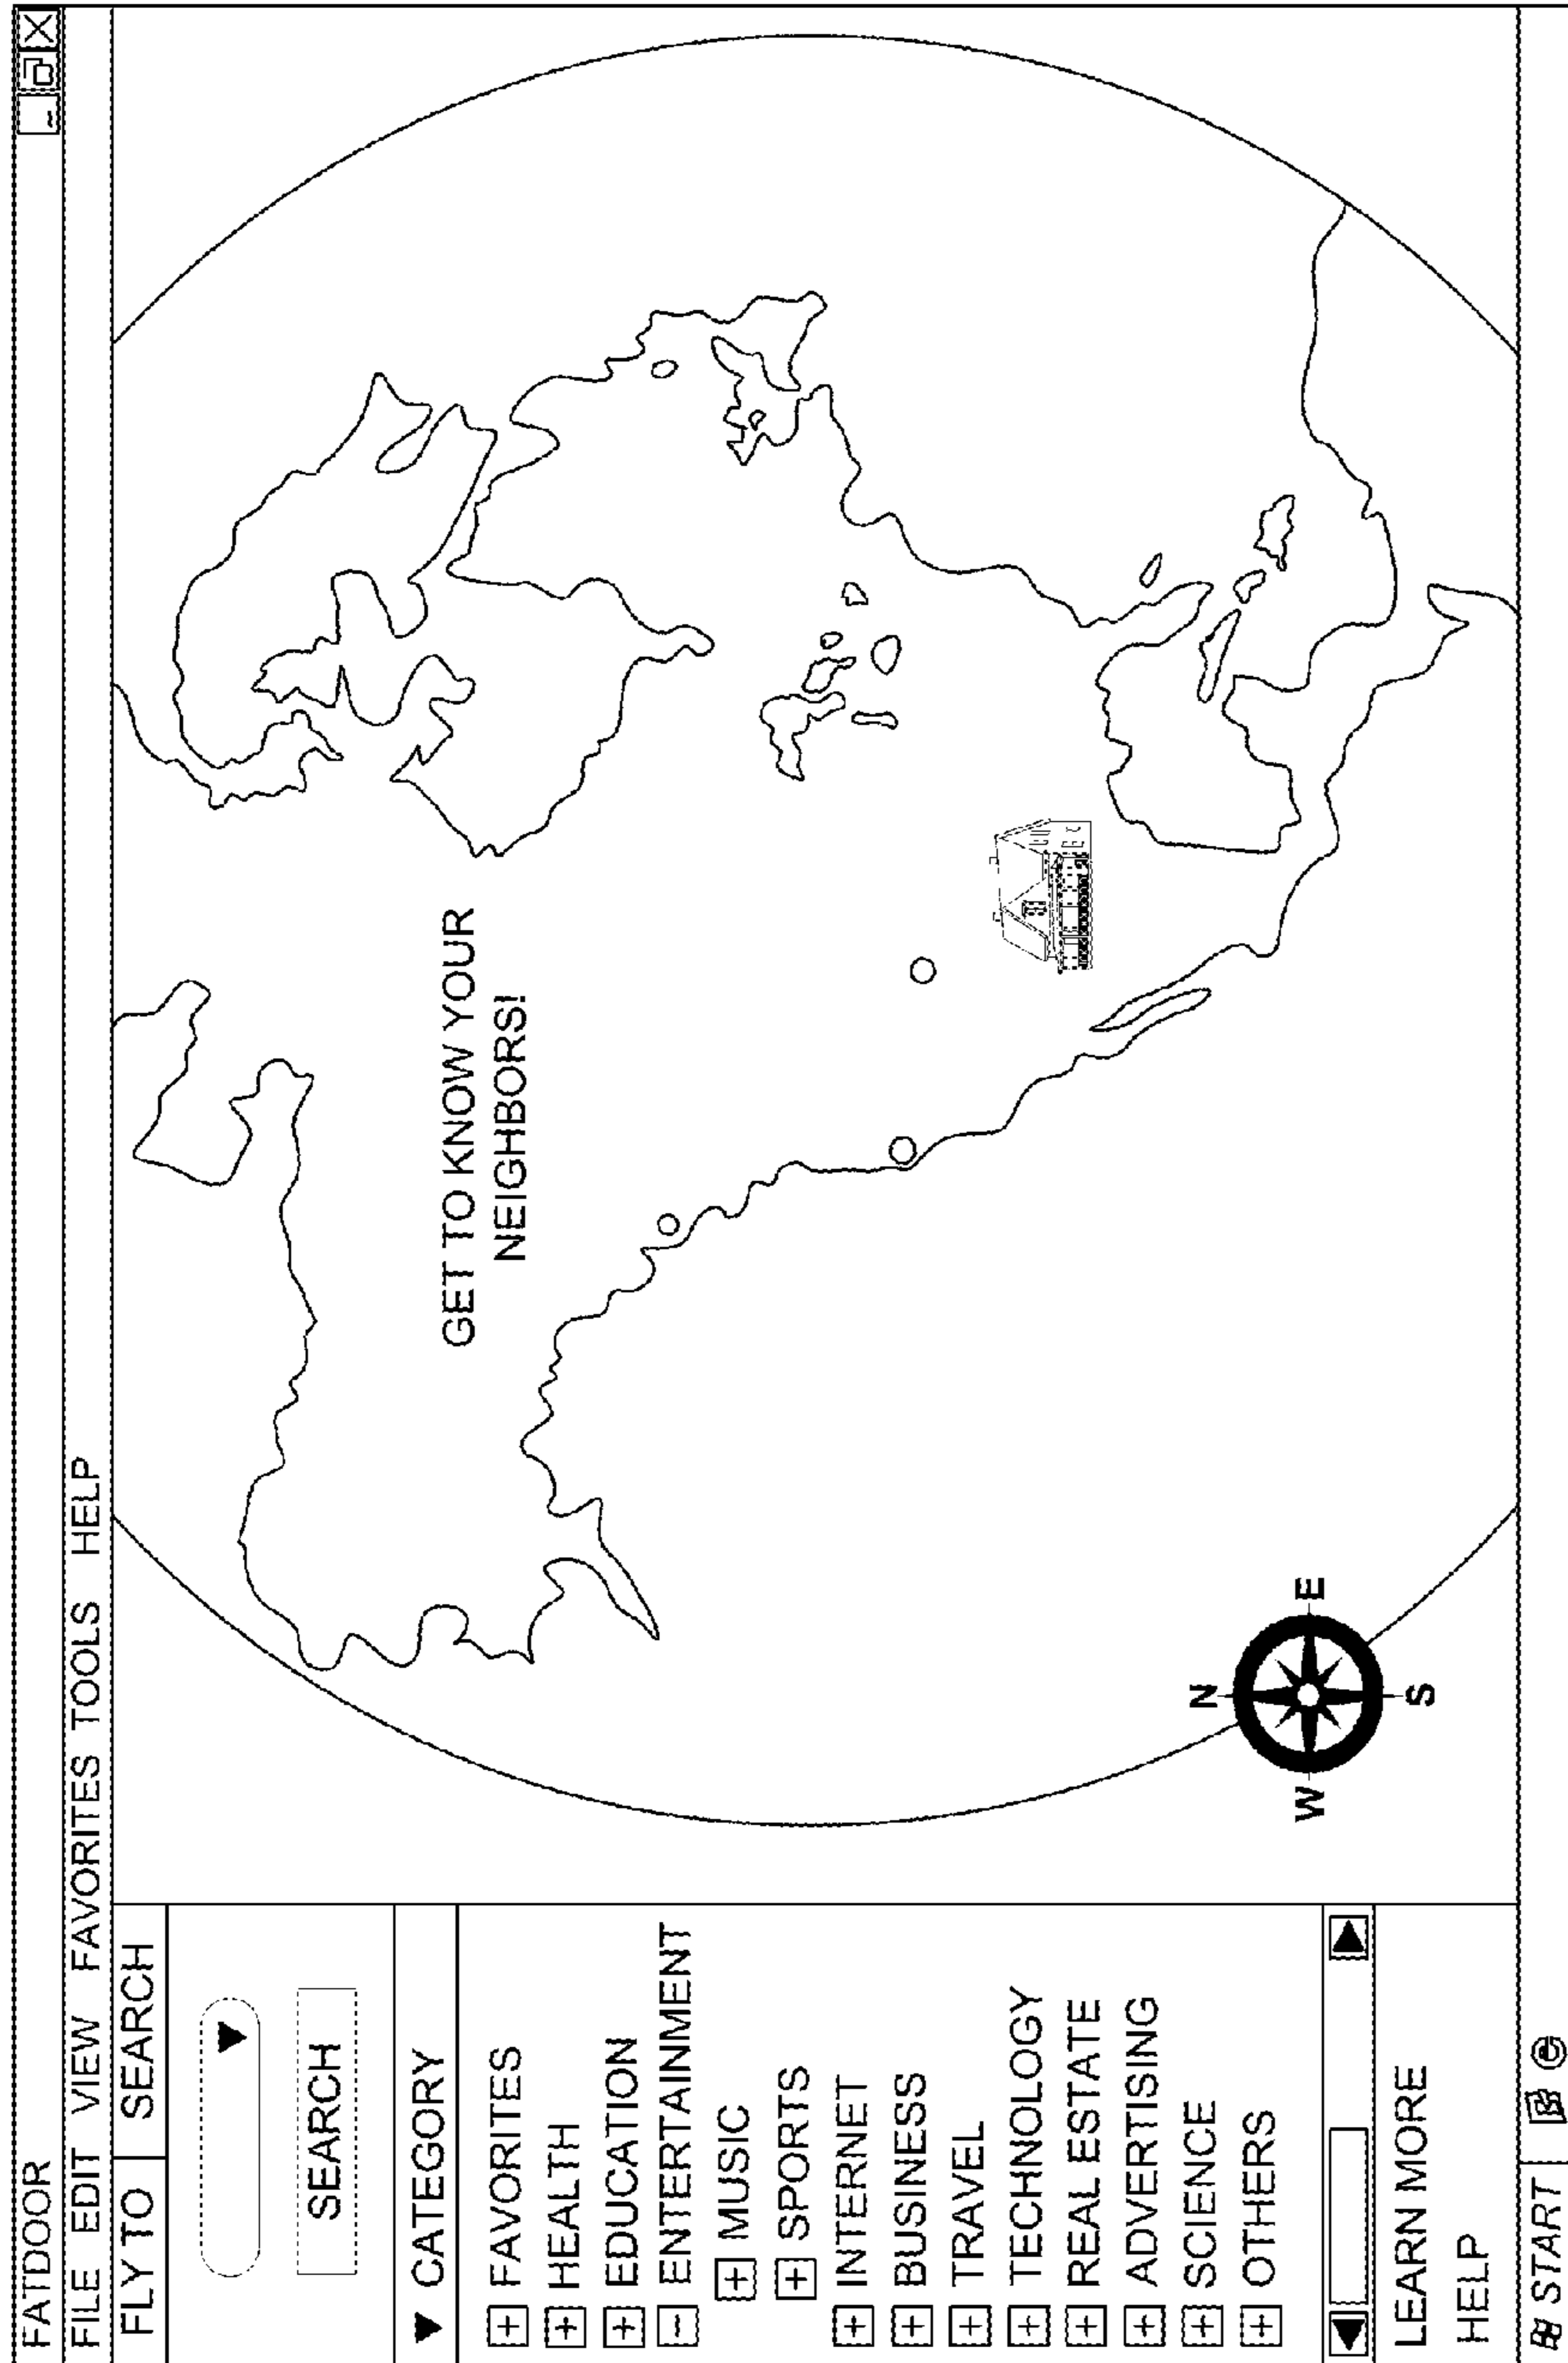 FATDOOR
FILE EDIT VIEW FAVORITES TOOLS HELP
FLY TO SEARCH
SEARCH
CATEGORY
FAVORITES
HEALTH
EDUCATION
ENTERTAINMENT
MUSIC
SPORTS
INTERNET
BUSINESS
TRAVEL
TECHNOLOGY
REAL ESTATE
ADVERTISING
SCIENCE
OTHERS
LEARN MORE
HELP
GET TO KNOW YOUR
NEIGHBORS!
N
W E
S
START